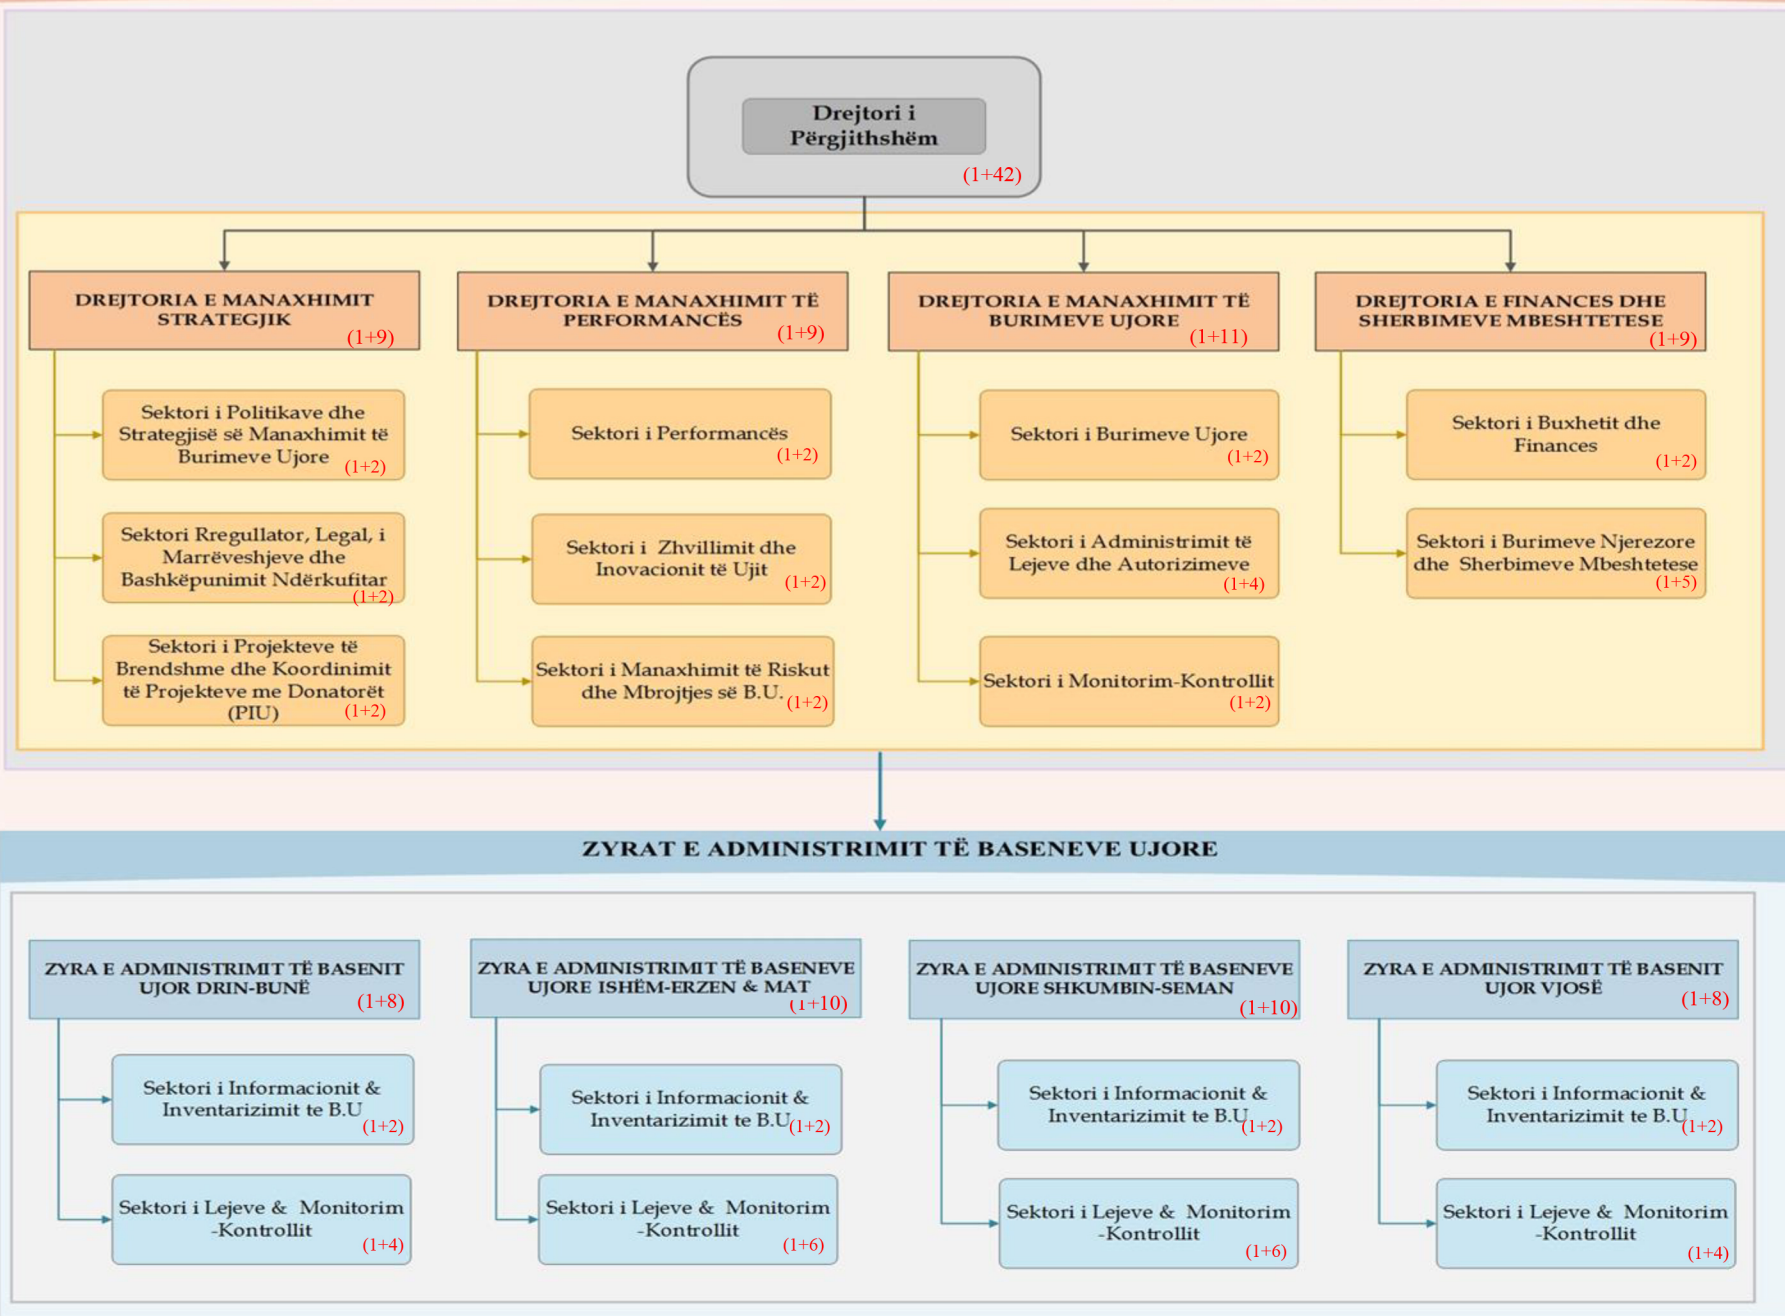 Drejtori i
Përgjithshëm
(1+42)
DREJTORIA E MANAXHIMIT
STRATEGJIK
(1+9)
Sektori i Politikave dhe
Strategjisë së Manaxhimit të
Burimeve Ujore
(1+2)
Sektori Rregullator, Legal, i
Marrëveshjeve dhe
Bashkëpunimit Ndërkufitar
(1+2)
Sektori i Projekteve të
Brendshme dhe Koordinimit
të Projekteve me Donatorët
(PIU)
(1+2)
DREJTORIA E MANAXHIMIT TË
PERFORMANCËS
(1+9)
Sektori i Performancës
(1+2)
Sektori i Zhvillimit dhe
Inovacionit të Ujit
(1+2)
Sektori i Manaxhimit të Riskut
dhe Mbrojtjes së B.U.
(1+2)
DREJTORIA E MANAXHIMIT TË
BURIMEVE UJORE
(1+11)
Sektori i Burimeve Ujore
(1+2)
Sektori i Administrimit të
Lejeve dhe Autorizimeve
(1+4)
Sektori i Monitorim-Kontrollit
(1+2)
DREJTORIA E FINANCES DHE
SHERBIMEVE MBESHTETESE
(1+9)
Sektori i Buxhetit dhe
Finances
(1+2)
Sektori i Burimeve Njerezore
dhe Sherbimeve Mbeshtetese
(1+5)
ZYRAT E ADMINISTRIMIT TË BASENEVE UJORE
ZYRA E ADMINISTRIMIT TË BASENIT
UJOR DRIN-BUNË
(1+8)
Sektori i Informacionit &
Inventarizimit te B.U
(1+2)
Sektori i Lejeve & Monitorim
-Kontrollit
(1+4)
ZYRA E ADMINISTRIMIT TË BASENEVE
UJORE ISHËM-ERZEN & MAT
(1+10)
Sektori i Informacionit &
Inventarizimit te B.U
(1+2)
Sektori i Lejeve & Monitorim
-Kontrollit
(1+6)
ZYRA E ADMINISTRIMIT TË BASENEVE
UJORE SHKUMBIN-SEMAN
(1+10)
Sektori i Informacionit &
Inventarizimit te B.U
(1+2)
Sektori i Lejeve & Monitorim
-Kontrollit
(1+6)
ZYRA E ADMINISTRIMIT TË BASENIT
UJOR VJOSË
(1+8)
Sektori i Informacionit &
Inventarizimit te B.U
(1+2)
Sektori i Lejeve & Monitorim
-Kontrollit
(1+4)